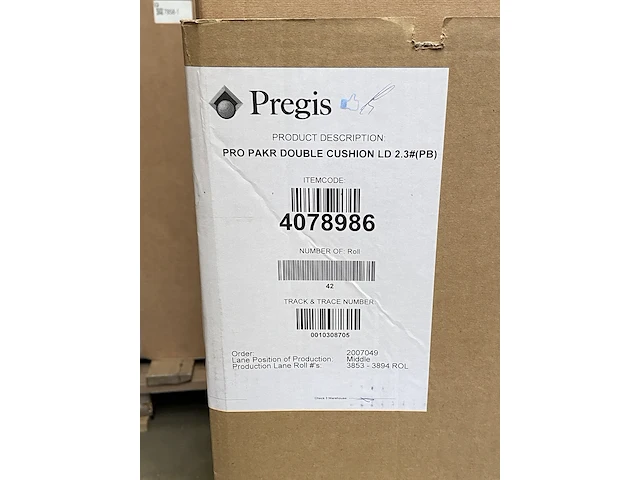 Pregis
PRODUCT DESCRIPTION:
PRO PAKR DOUBLE CUSHION LD 2.3#(PB)
ITEMCODE:
4078986
NUMBER OF: Roll
42
TRACK & TRACE NUMBER:
0010308705
Order: 2007049
Lane Position of Production: Middle
Production Lane Roll #'s: 3853 - 3894 ROL